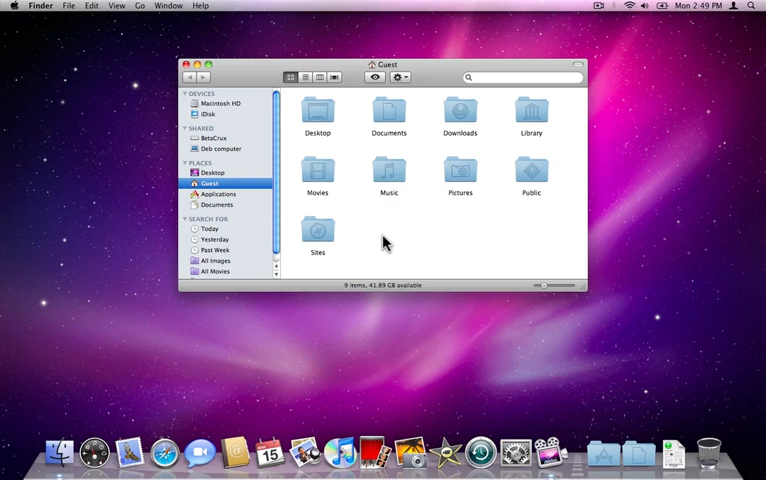 Finder File Edit View Go Window Help Mon 2:49 PM
Guest
DEVICES
Macintosh HD
iDisk
SHARED
BetaCrux
Deb computer
PLACES
Desktop
Guest
Applications
Documents
SEARCH FOR
Today
Yesterday
Past Week
All Images
All Movies
Desktop Documents Downloads Library
Movies Music Pictures Public
Sites
9 items, 41.89 GB available
15